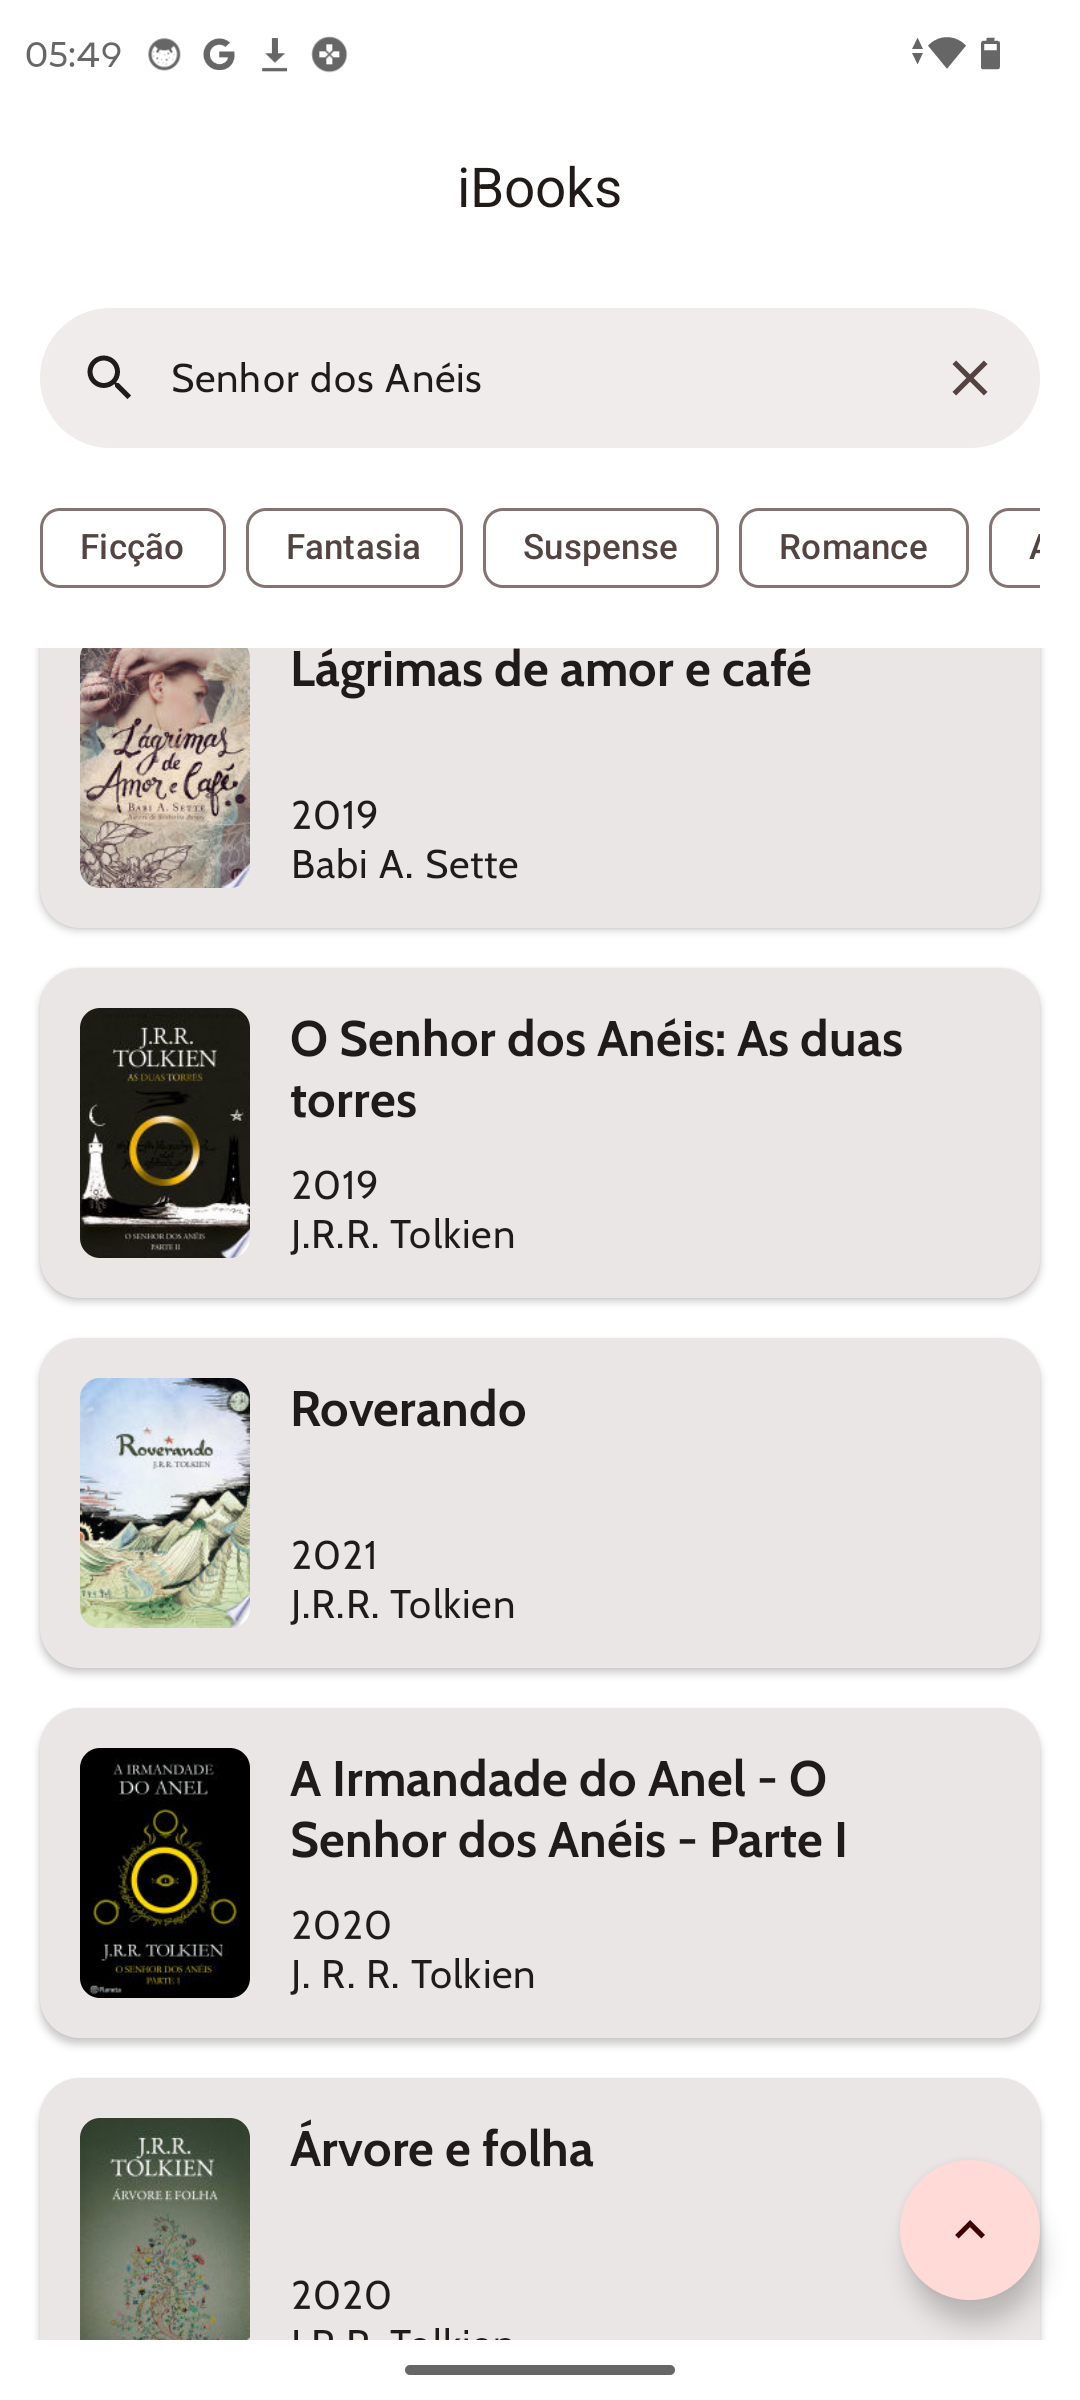 05:49
iBooks
Senhor dos Anéis
Ficção Fantasia Suspense Romance
Lágrimas de amor e café
Lágrimas
de
Amor e Café
BABI A. SETTE
2019
Babi A. Sette
J.R.R.
TOLKIEN
AS DUAS TORRES
O SENHOR DOS ANÉIS
PARTE II
O Senhor dos Anéis: As duas
torres
2019
J.R.R. Tolkien
Roverando
J.R.R. TOLKIEN
Roverando
2021
J.R.R. Tolkien
A IRMANDADE
DO ANEL
J.R.R. TOLKIEN
O SENHOR DOS ANÉIS
PARTE I
Planeta
A Irmandade do Anel - O
Senhor dos Anéis - Parte I
2020
J. R. R. Tolkien
J.R.R.
TOLKIEN
ÁRVORE E FOLHA
Árvore e folha
2020
J.R.R. Tolkien